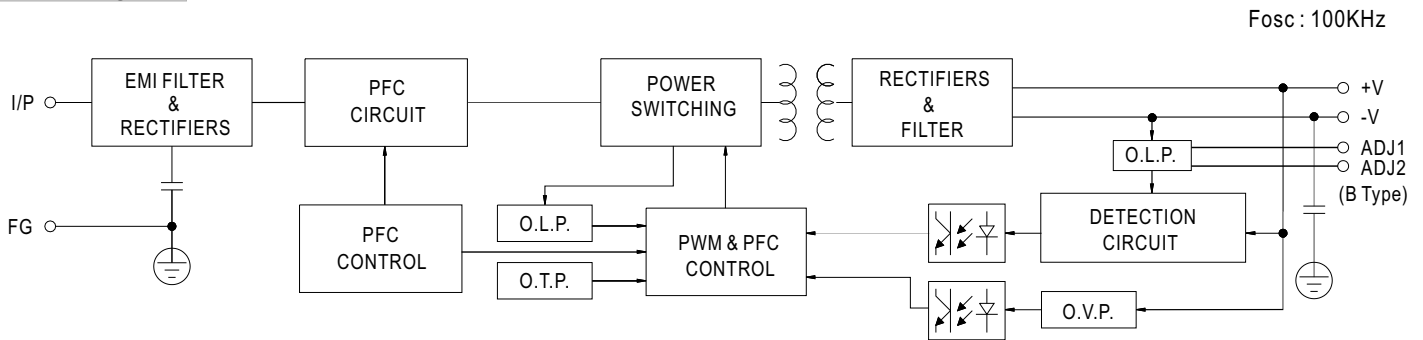 Fosc : 100KHz
I/P
EMI FILTER
&
RECTIFIERS
PFC
CIRCUIT
POWER
SWITCHING
RECTIFIERS
&
FILTER
+V
-V
O.L.P.
ADJ1
ADJ2
(B Type)
FG
PFC
CONTROL
O.L.P.
O.T.P.
PWM & PFC
CONTROL
DETECTION
CIRCUIT
O.V.P.